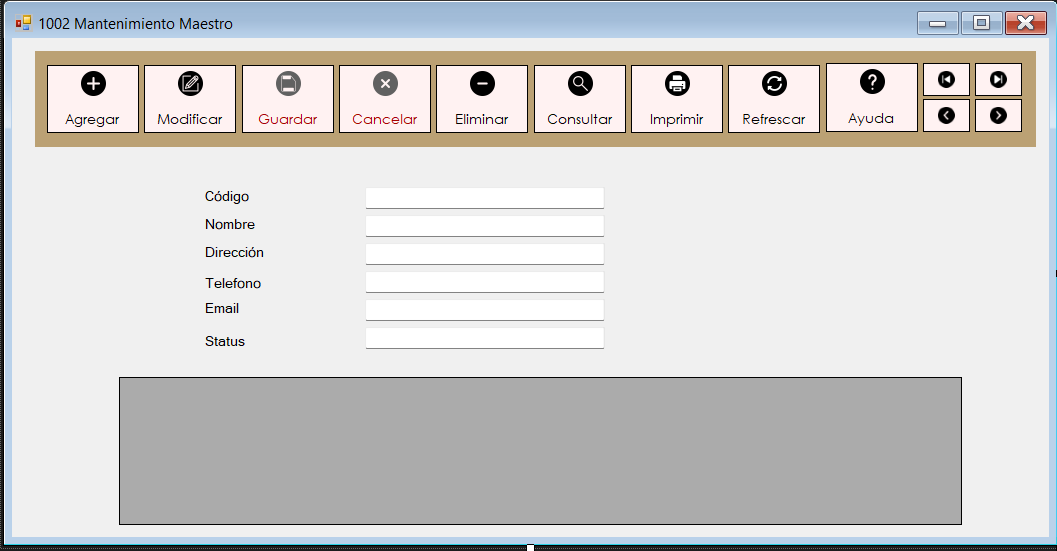 1002 Mantenimiento Maestro
Agregar Modificar Guardar Cancelar Eliminar Consultar Imprimir Refrescar Ayuda
Código
Nombre
Dirección
Telefono
Email
Status